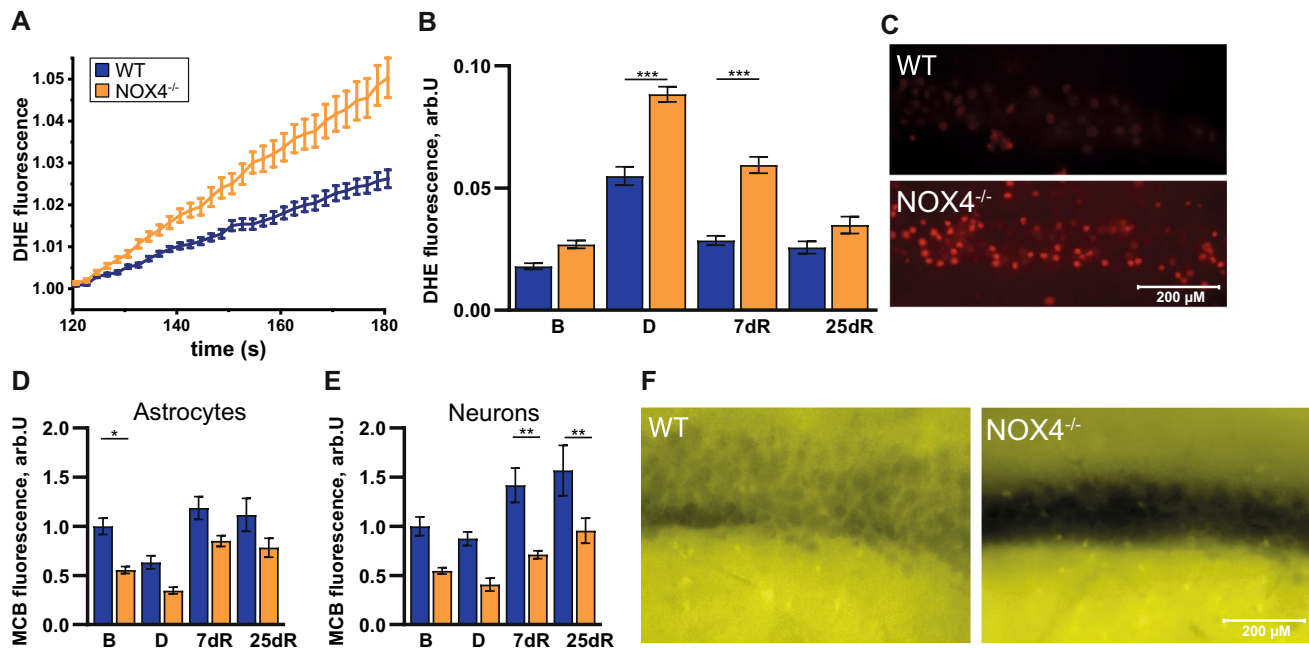 A
WT
NOX4-/-
DHE fluorescence
1.05
1.04
1.03
1.02
1.01
1.00
120
140
160
180
time (s)
B
DHE fluorescence, arb.U
0.10
0.05
0.00
***
***
B
D
7dR
25dR
C
WT
NOX4-/-
200 µM
D
Astrocytes
MCB fluorescence, arb.U
2.0
1.5
1.0
0.5
0.0
*
B
D
7dR
25dR
E
Neurons
MCB fluorescence, arb.U
2.0
1.5
1.0
0.5
0.0
**
**
B
D
7dR
25dR
F
WT
NOX4-/-
200 µM